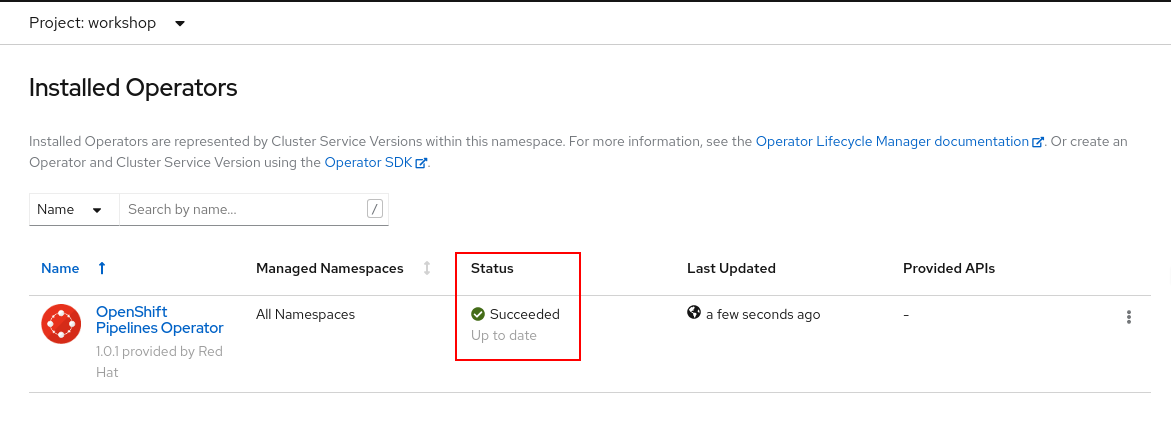 Project: workshop
Installed Operators
Installed Operators are represented by Cluster Service Versions within this namespace. For more information, see the Operator Lifecycle Manager documentation. Or create an
Operator and Cluster Service Version using the Operator SDK.
Name Search by name... /
Name Managed Namespaces Status Last Updated Provided APIs
OpenShift All Namespaces Succeeded a few seconds ago -
Pipelines Operator Up to date
1.0.1 provided by Red
Hat